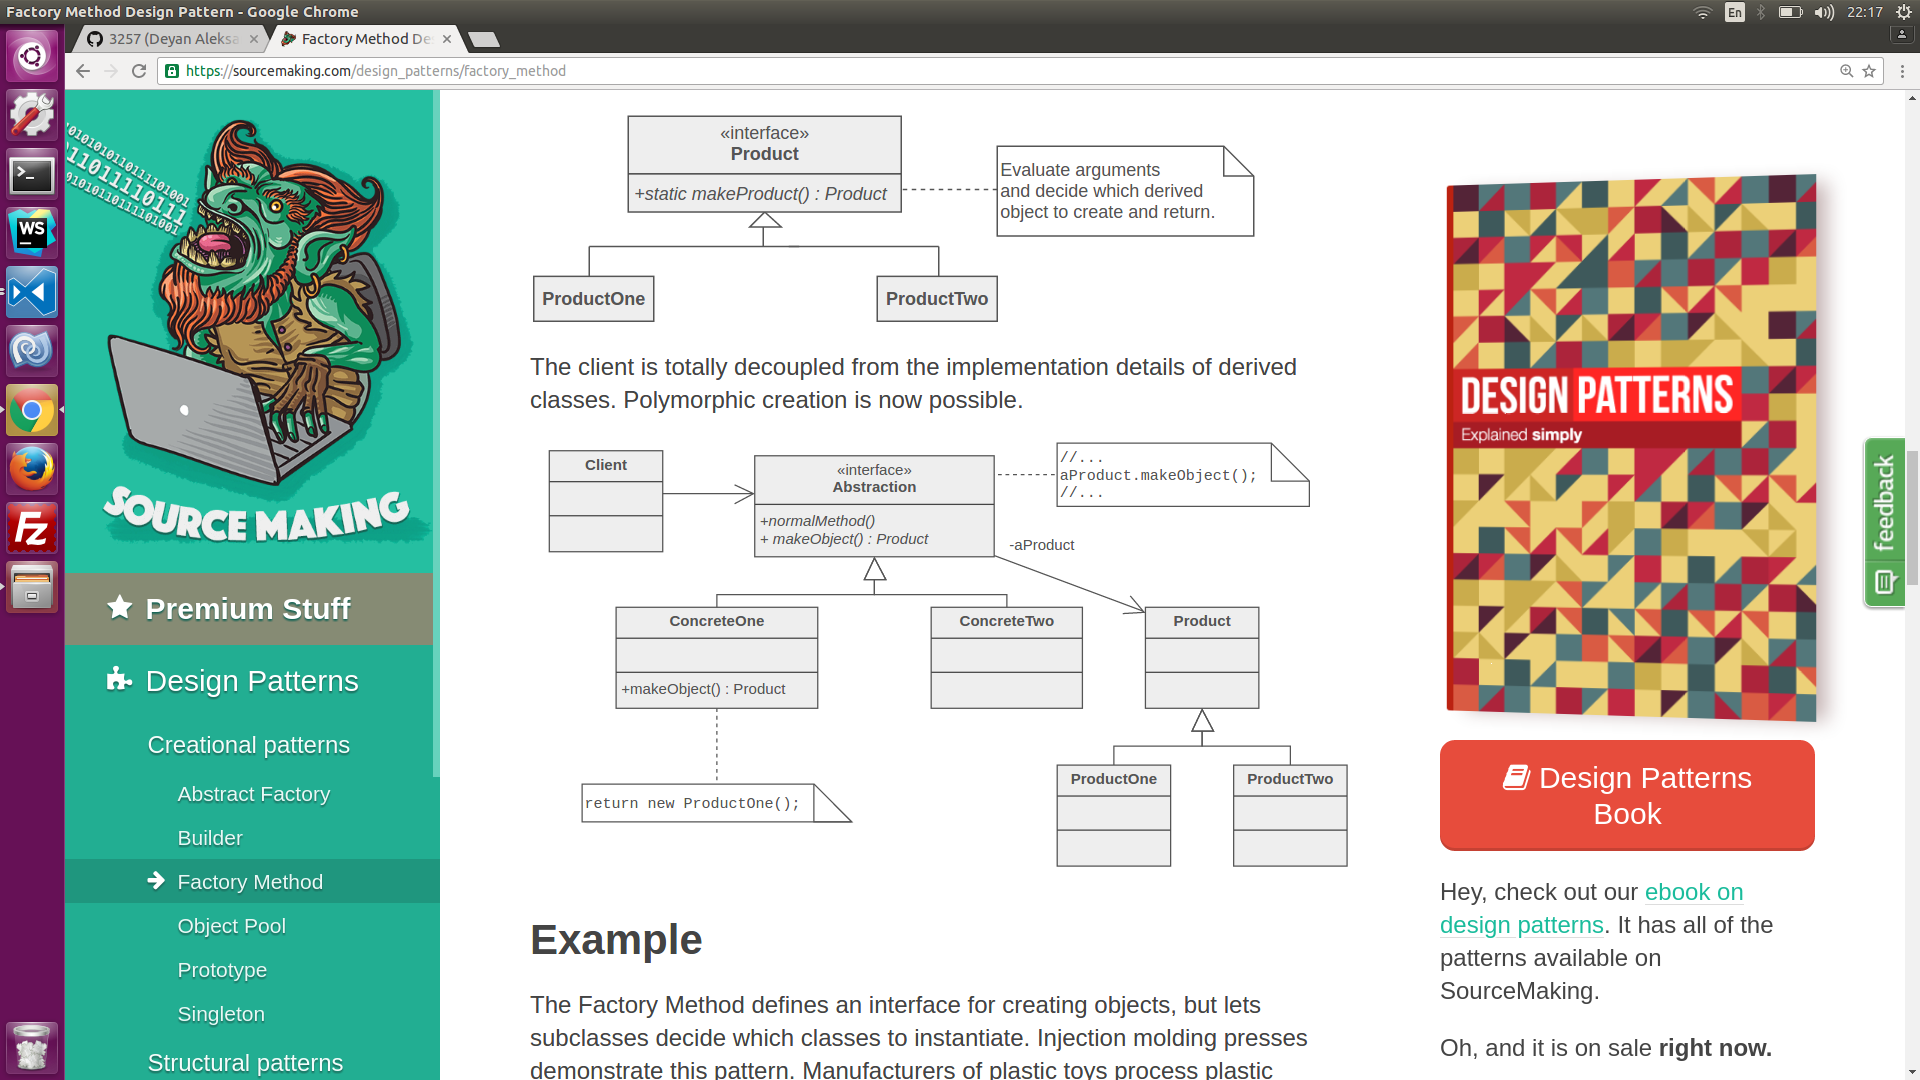 Factory Method Design Pattern - Google Chrome
En
22:17
3257 (Deyan Aleksa
Factory Method De
https://sourcemaking.com/design_patterns/factory_method
SOURCE MAKING
Premium Stuff
Design Patterns
Creational patterns
Abstract Factory
Builder
Factory Method
Object Pool
Prototype
Singleton
Structural patterns
«interface»
Product
+static makeProduct() : Product
Evaluate arguments
and decide which derived
object to create and return.
ProductOne
ProductTwo
The client is totally decoupled from the implementation details of derived
classes. Polymorphic creation is now possible.
Client
«interface»
Abstraction
+normalMethod()
+ makeObject() : Product
//...
aProduct.makeObject();
//...
-aProduct
ConcreteOne
+makeObject() : Product
ConcreteTwo
Product
return new ProductOne();
ProductOne
ProductTwo
Example
The Factory Method defines an interface for creating objects, but lets
subclasses decide which classes to instantiate. Injection molding presses
demonstrate this pattern. Manufacturers of plastic toys process plastic
DESIGN PATTERNS
Explained simply
feedback
Design Patterns
Book
Hey, check out our ebook on
design patterns. It has all of the
patterns available on
SourceMaking.
Oh, and it is on sale right now.
WS
Fz